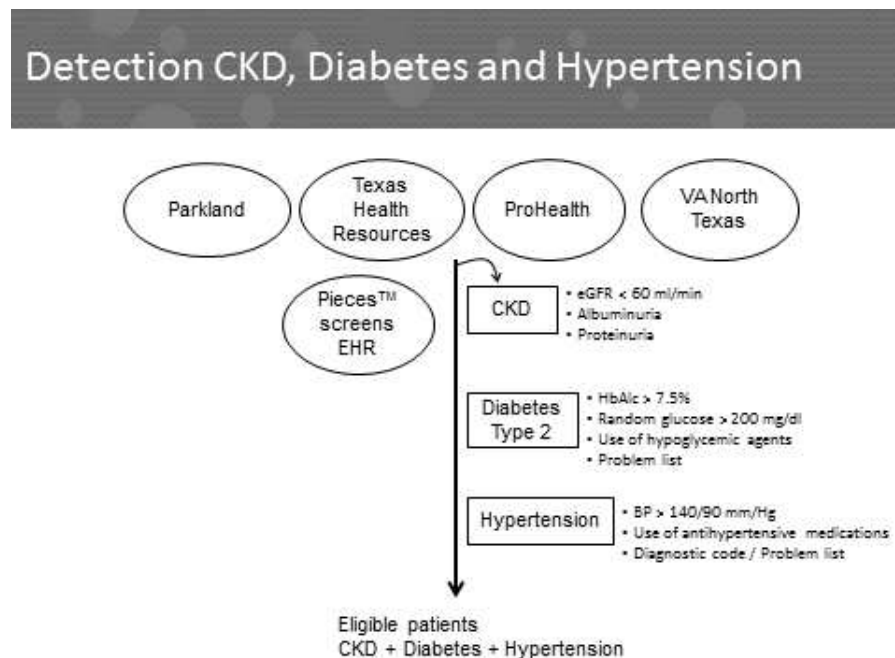 Detection CKD, Diabetes and Hypertension
Parkland
Texas
Health
Resources
ProHealth
VA North
Texas
Pieces™
screens
EHR
CKD
• eGFR < 60 ml/min
• Albuminuria
• Proteinuria
Diabetes
Type 2
• HbAlc > 7.5%
• Random glucose > 200 mg/dl
• Use of hypoglycemic agents
• Problem list
Hypertension
• BP > 140/90 mm/Hg
• Use of antihypertensive medications
• Diagnostic code / Problem list
Eligible patients
CKD + Diabetes + Hypertension